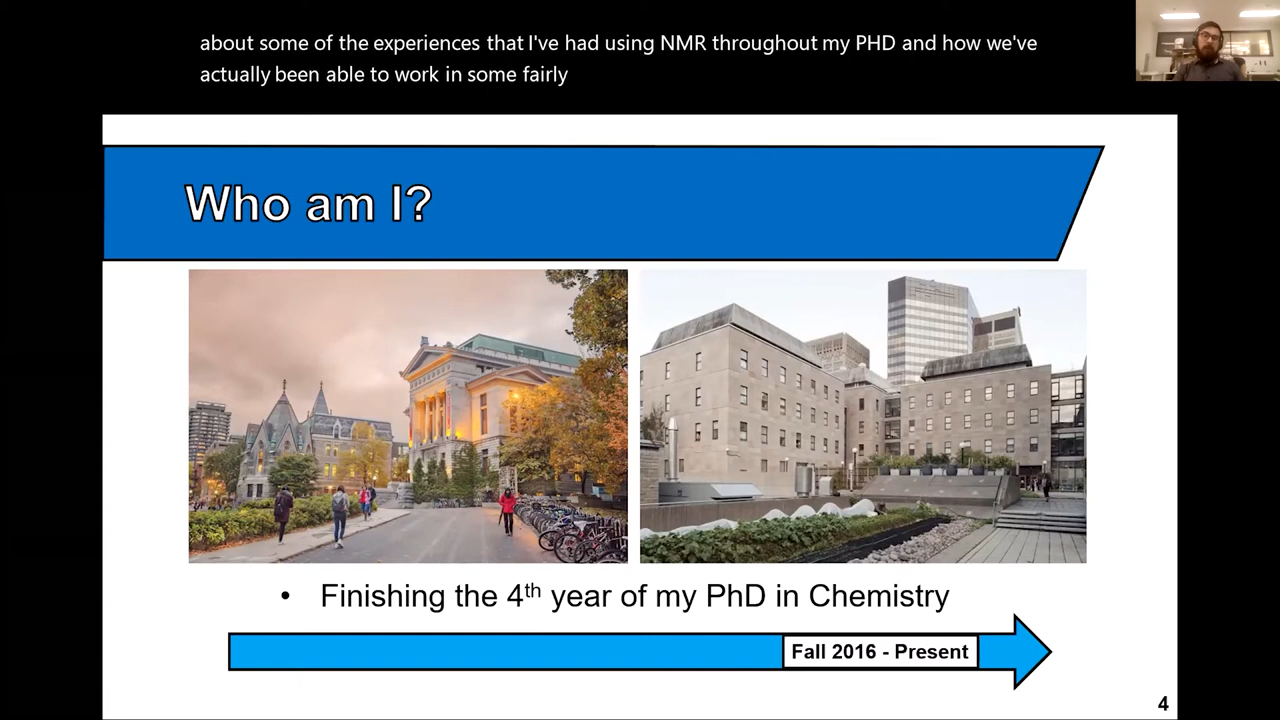 about some of the experiences that I've had using NMR throughout my PHD and how we've
actually been able to work in some fairly
Who am I?
• Finishing the 4th year of my PhD in Chemistry
Fall 2016 - Present
4